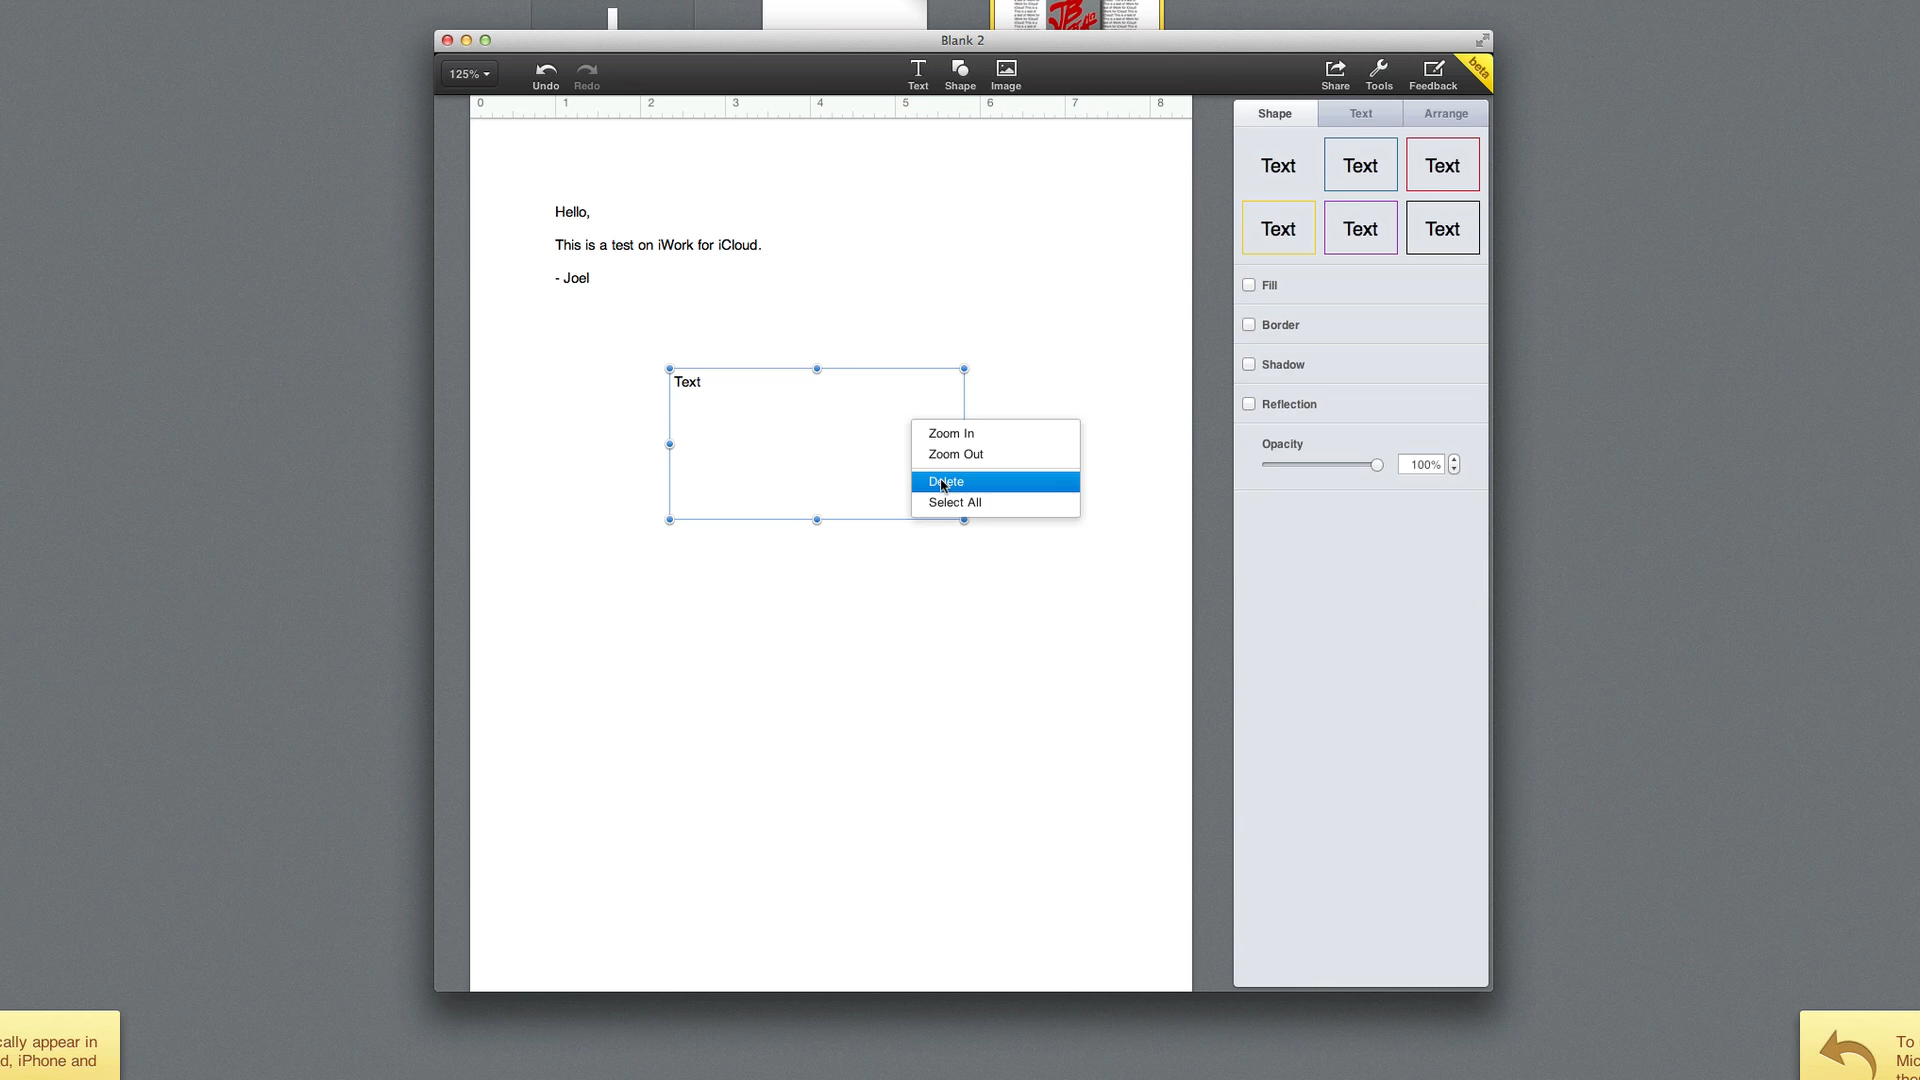 Blank 2
125%
Undo
Redo
Text
Shape
Image
Share
Tools
Feedback
beta
0 1 2 3 4 5 6 7 8
Shape
Text
Arrange
Text Text Text
Text Text Text
Fill
Border
Shadow
Reflection
Opacity
100%
Hello,
This is a test on iWork for iCloud.
- Joel
Text
Zoom In
Zoom Out
Delete
Select All
cally appear in
d, iPhone and
To
Mic